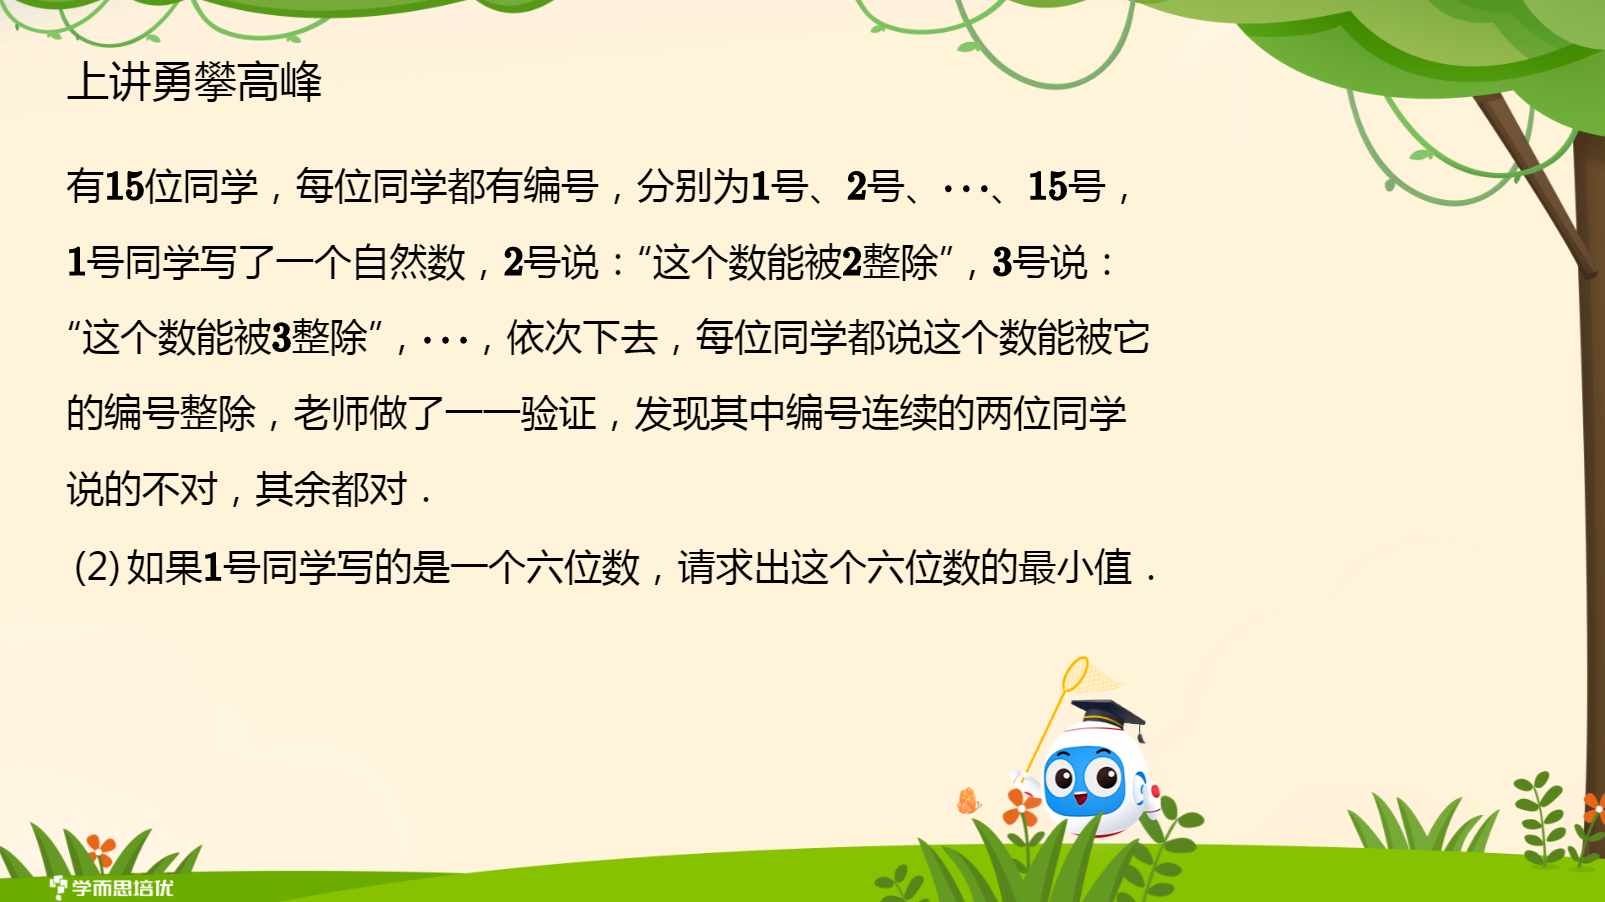 上讲勇攀高峰
有15位同学，每位同学都有编号，分别为1号、2号、···、15号，
1号同学写了一个自然数，2号说：“这个数能被2整除”，3号说：
“这个数能被3整除”，···，依次下去，每位同学都说这个数能被它
的编号整除，老师做了一一验证，发现其中编号连续的两位同学
说的不对，其余都对．
(2)如果1号同学写的是一个六位数，请求出这个六位数的最小值．
学而思培优